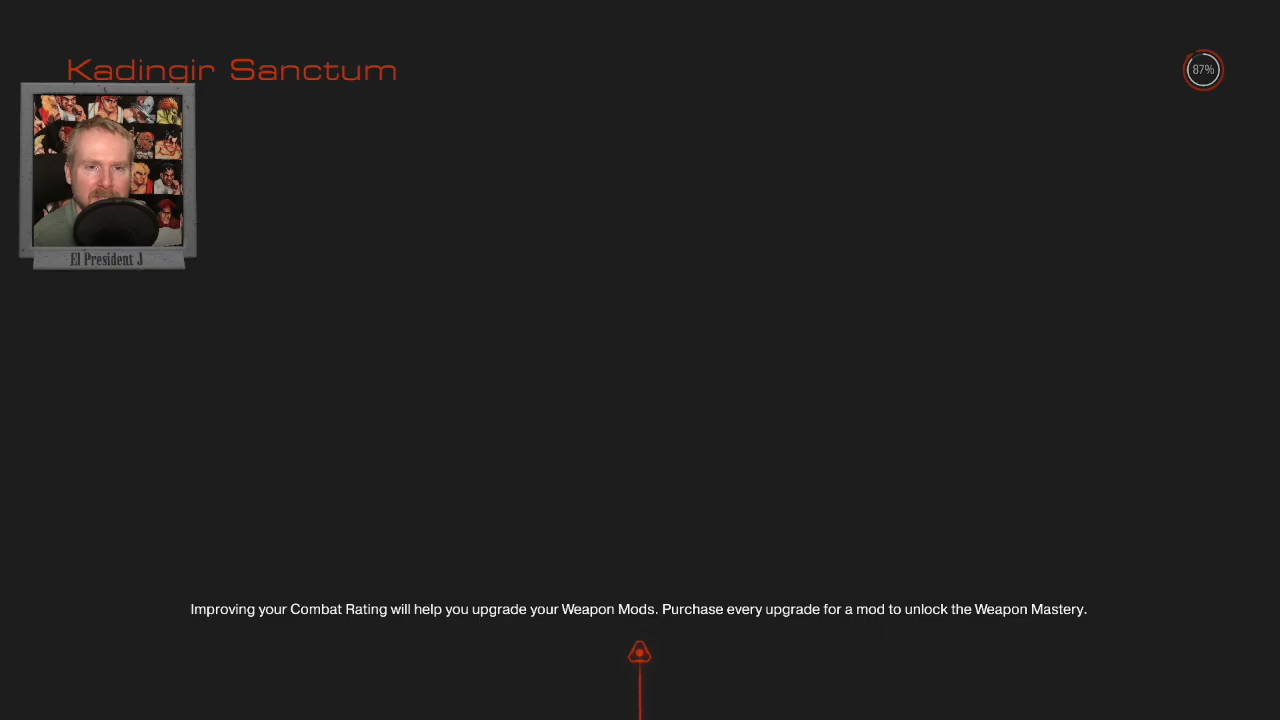 Kadingir Sanctum
87%
El President J
Improving your Combat Rating will help you upgrade your Weapon Mods. Purchase every upgrade for a mod to unlock the Weapon Mastery.